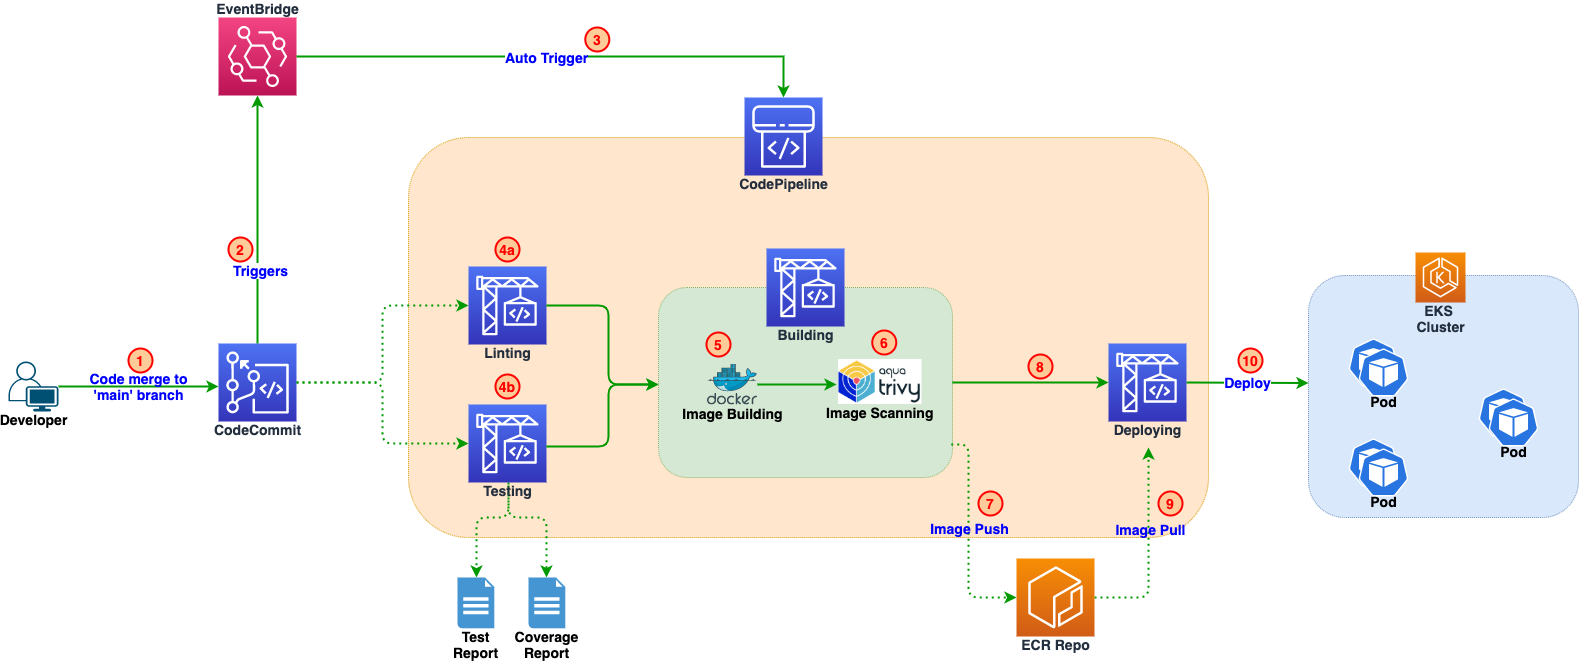 EventBridge
3
Auto Trigger
CodePipeline
2
Triggers
4a
Linting
Building
EKS
Cluster
1
Code merge to
'main' branch
Developer
CodeCommit
4b
Testing
5
docker
Image Building
6
aqua
trivy
Image Scanning
8
Deploying
10
Deploy
K
Pod
Pod
Pod
7
Image Push
9
Image Pull
Test
Report
Coverage
Report
ECR Repo